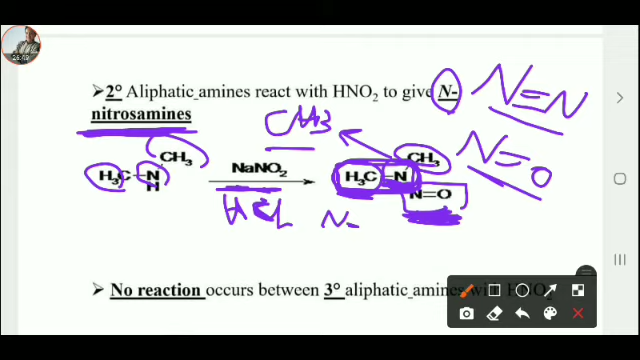 ➢ 2° Aliphatic amines react with HNO₂ to give N-
nitrosamines
N=N
CH3
N=O
CH₃
H₃C—N
H
NaNO₂
HCL
CH₃
H₃C—N
N=O
N=
➢ No reaction occurs between 3° aliphatic amines with HNO₂